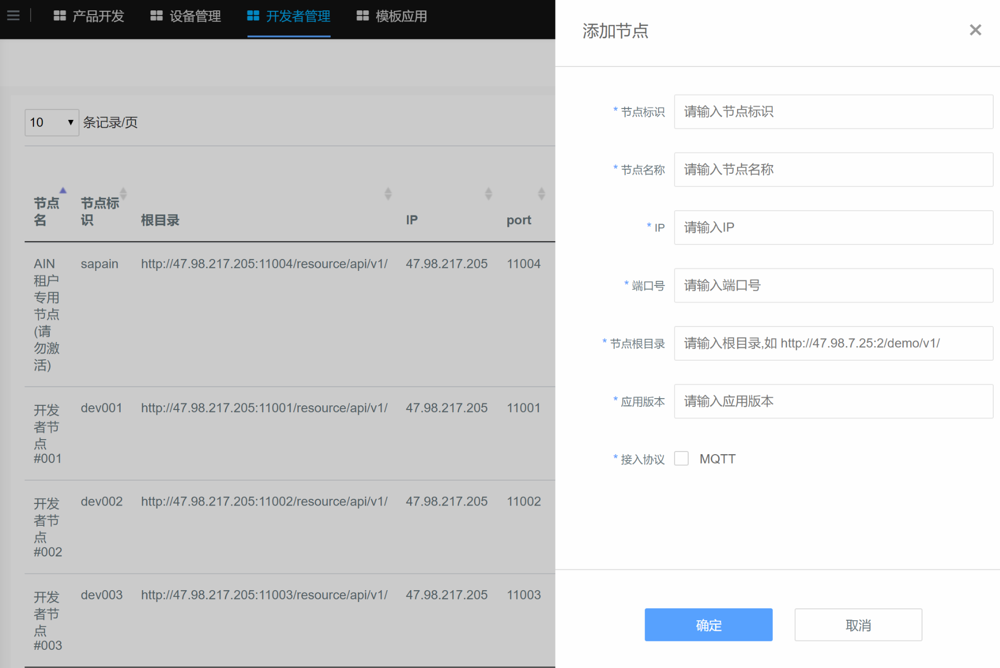 产品开发 设备管理 开发者管理 模板应用
10 条记录/页
节点名 节点标识 根目录 IP port
AIN租户专用节点(请勿激活) sapain http://47.98.217.205:11004/resource/api/v1/ 47.98.217.205 11004
开发者节点#001 dev001 http://47.98.217.205:11001/resource/api/v1/ 47.98.217.205 11001
开发者节点#002 dev002 http://47.98.217.205:11002/resource/api/v1/ 47.98.217.205 11002
开发者节点#003 dev003 http://47.98.217.205:11003/resource/api/v1/ 47.98.217.205 11003
添加节点
* 节点标识 请输入节点标识
* 节点名称 请输入节点名称
* IP 请输入IP
* 端口号 请输入端口号
* 节点根目录 请输入根目录,如 http://47.98.7.25:2/demo/v1/
* 应用版本 请输入应用版本
* 接入协议 MQTT
确定 取消